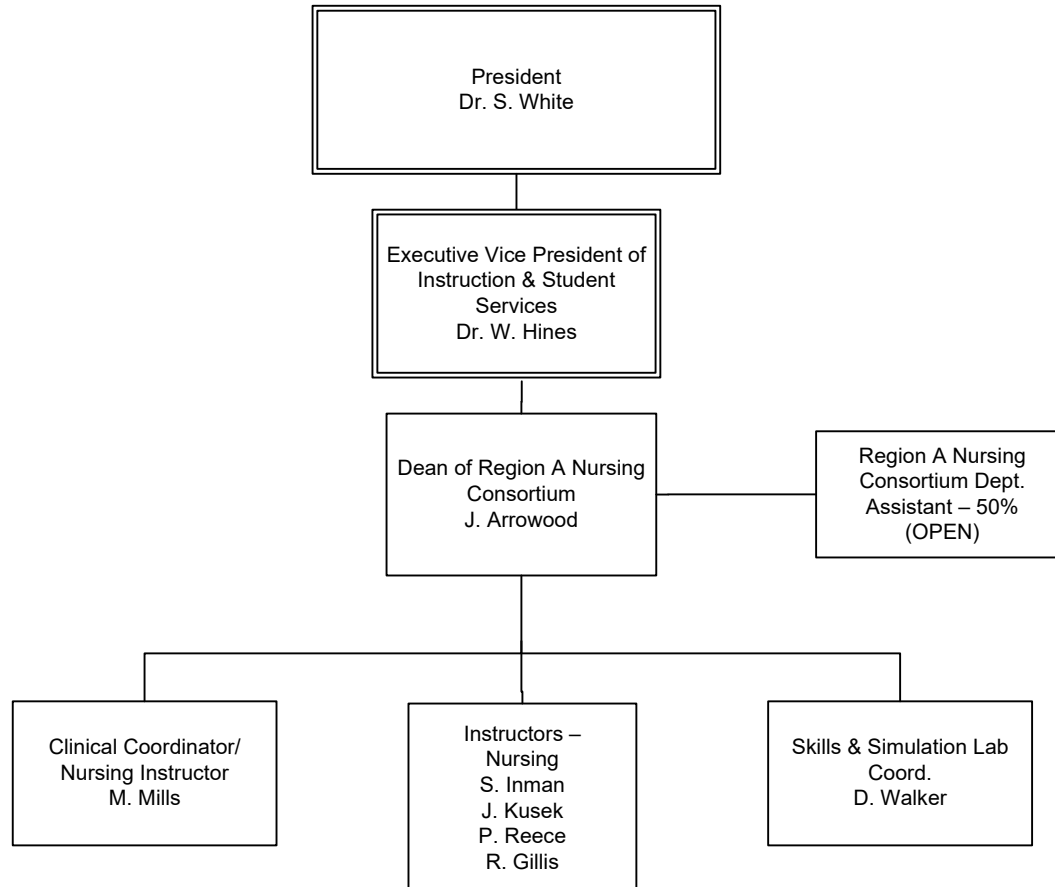 President
Dr. S. White
Executive Vice President of
Instruction & Student
Services
Dr. W. Hines
Dean of Region A Nursing
Consortium
J. Arrowood
Region A Nursing
Consortium Dept.
Assistant – 50%
(OPEN)
Clinical Coordinator/
Nursing Instructor
M. Mills
Instructors –
Nursing
S. Inman
J. Kusek
P. Reece
R. Gillis
Skills & Simulation Lab
Coord.
D. Walker